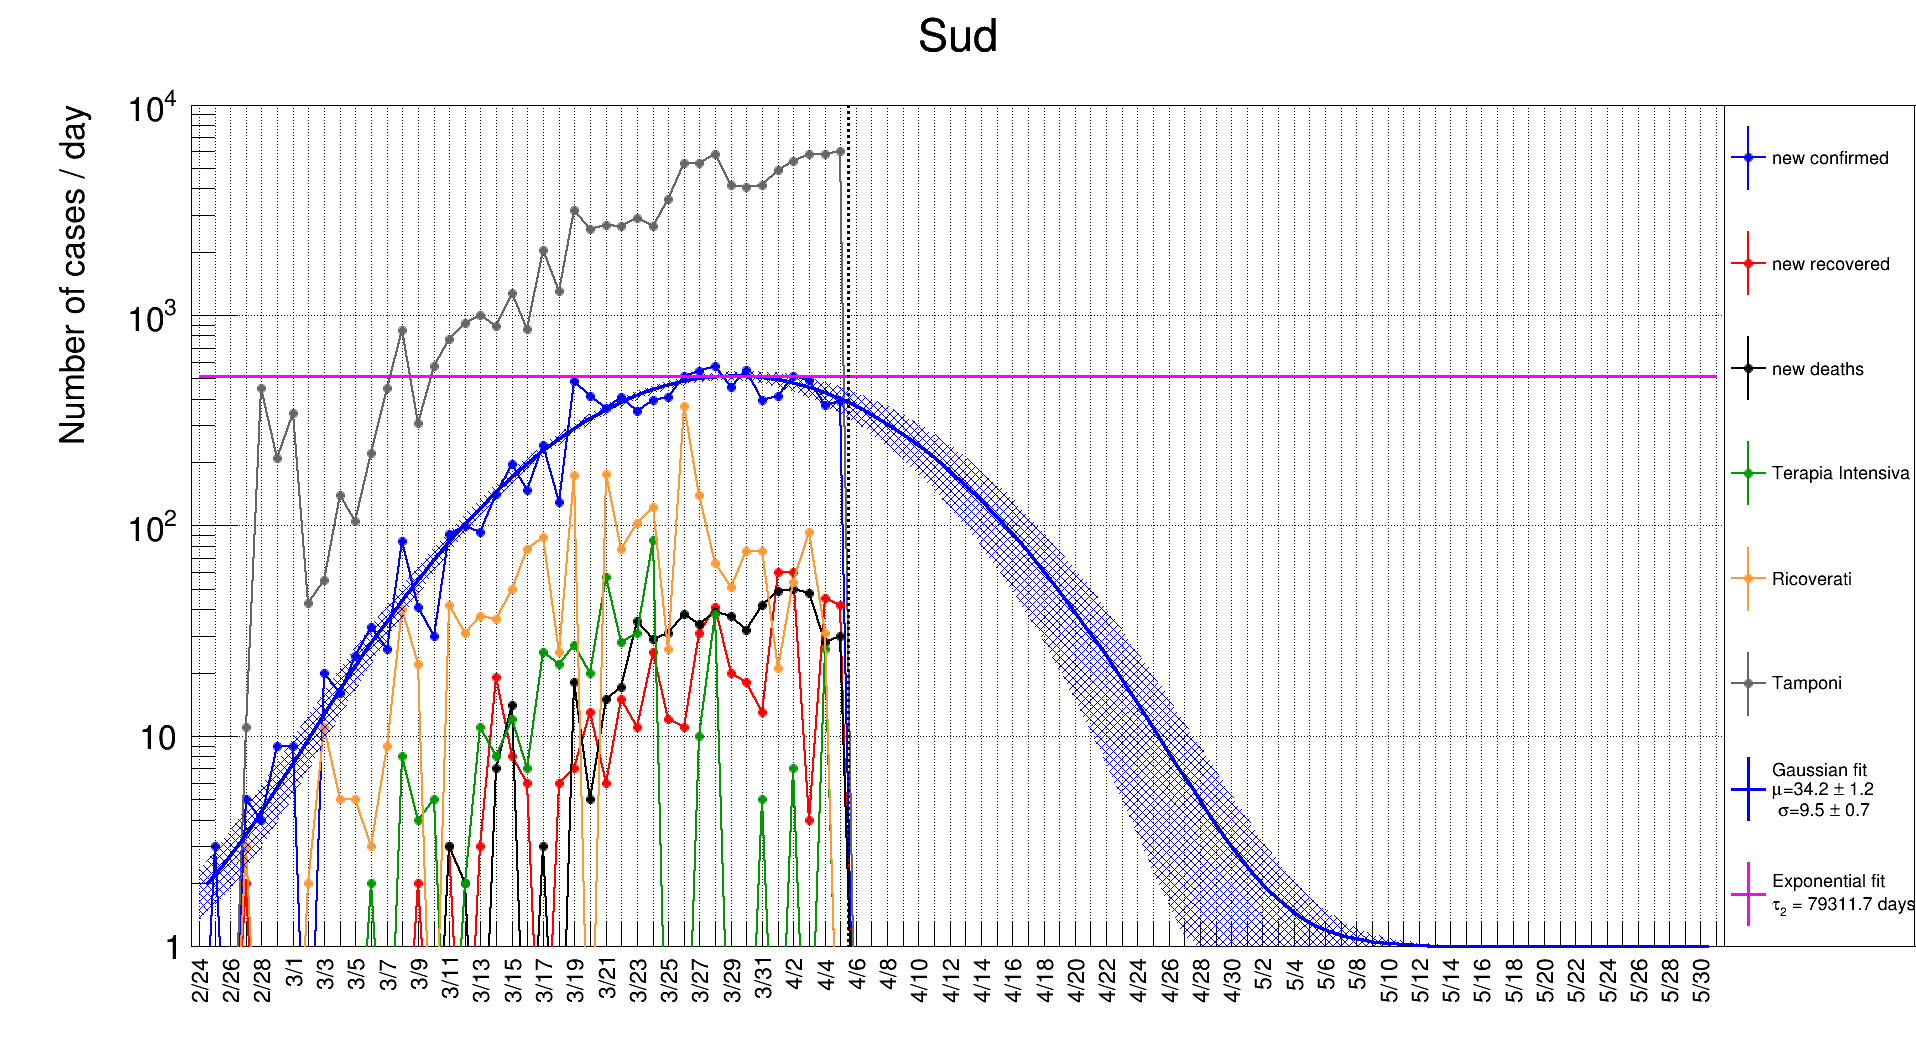 Sud
Number of cases / day
10⁴
10³
10²
10
1
2/24 2/26 2/28 3/1 3/3 3/5 3/7 3/9 3/11 3/13 3/15 3/17 3/19 3/21 3/23 3/25 3/27 3/29 3/31 4/2 4/4 4/6 4/8 4/10 4/12 4/14 4/16 4/18 4/20 4/22 4/24 4/26 4/28 4/30 5/2 5/4 5/6 5/8 5/10 5/12 5/14 5/16 5/18 5/20 5/22 5/24 5/26 5/28 5/30
new confirmed
new recovered
new deaths
Terapia Intensiva
Ricoverati
Tamponi
Gaussian fit
μ=34.2 ± 1.2
σ=9.5 ± 0.7
Exponential fit
τ₂ = 79311.7 days